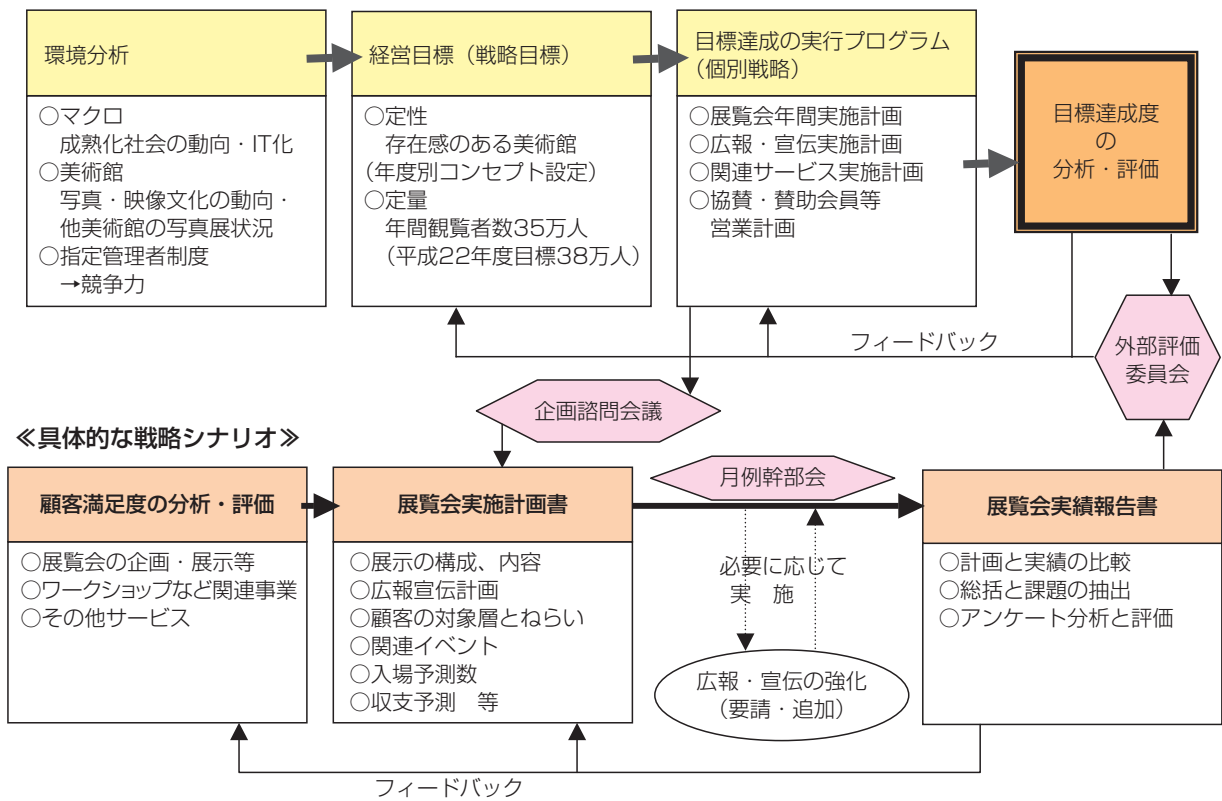 環境分析
○マクロ
成熟化社会の動向・IT化
○美術館
写真・映像文化の動向・
他美術館の写真展状況
○指定管理者制度
→競争力
経営目標（戦略目標）
○定性
存在感のある美術館
（年度別コンセプト設定）
○定量
年間観覧者数35万人
（平成22年度目標38万人）
目標達成の実行プログラム
（個別戦略）
○展覧会年間実施計画
○広報・宣伝実施計画
○関連サービス実施計画
○協賛・賛助会員等
営業計画
目標達成度
の
分析・評価
フィードバック
外部評価
委員会
企画諮問会議
≪具体的な戦略シナリオ≫
顧客満足度の分析・評価
○展覧会の企画・展示等
○ワークショップなど関連事業
○その他サービス
展覧会実施計画書
○展示の構成、内容
○広報宣伝計画
○顧客の対象層とねらい
○関連イベント
○入場予測数
○収支予測　等
月例幹部会
必要に応じて
実　施
広報・宣伝の強化
（要請・追加）
展覧会実績報告書
○計画と実績の比較
○総括と課題の抽出
○アンケート分析と評価
フィードバック